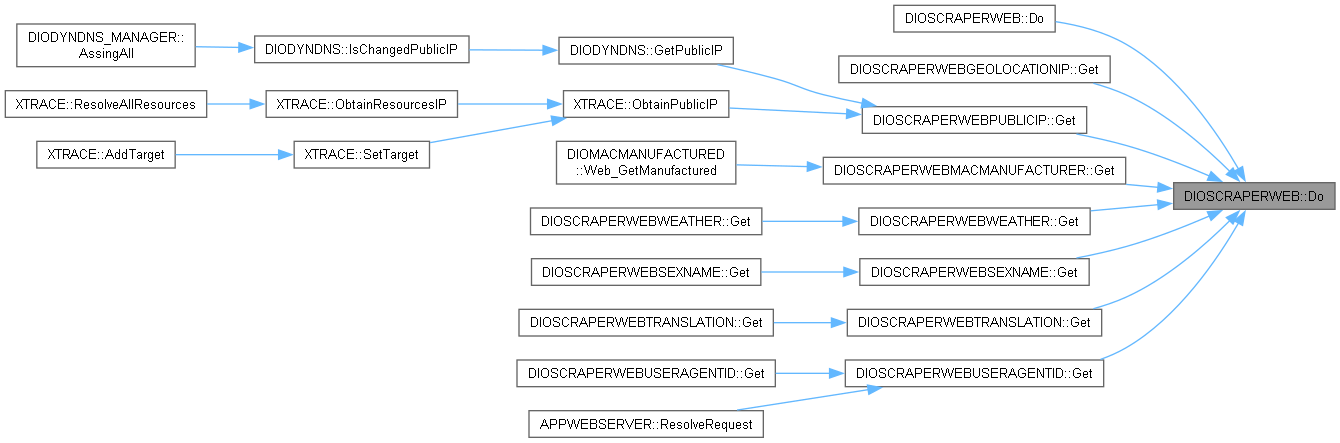 DIOSCRAPERWEB::Do
DIODYNDNS_MANAGER::
AssingAll
DIODYNDNS::IsChangedPublicIP
DIODYNDNS::GetPublicIP
DIOSCRAPERWEBGEOLOCATIONIP::Get
XTRACE::ResolveAllResources
XTRACE::ObtainResourcesIP
XTRACE::ObtainPublicIP
DIOSCRAPERWEBPUBLICIP::Get
XTRACE::AddTarget
XTRACE::SetTarget
DIOMACMANUFACTURED
::Web_GetManufactured
DIOSCRAPERWEBMACMANUFACTURER::Get
DIOSCRAPERWEB::Do
DIOSCRAPERWEBWEATHER::Get
DIOSCRAPERWEBWEATHER::Get
DIOSCRAPERWEBSEXNAME::Get
DIOSCRAPERWEBSEXNAME::Get
DIOSCRAPERWEBTRANSLATION::Get
DIOSCRAPERWEBTRANSLATION::Get
DIOSCRAPERWEBUSERAGENTID::Get
DIOSCRAPERWEBUSERAGENTID::Get
APPWEBSERVER::ResolveRequest